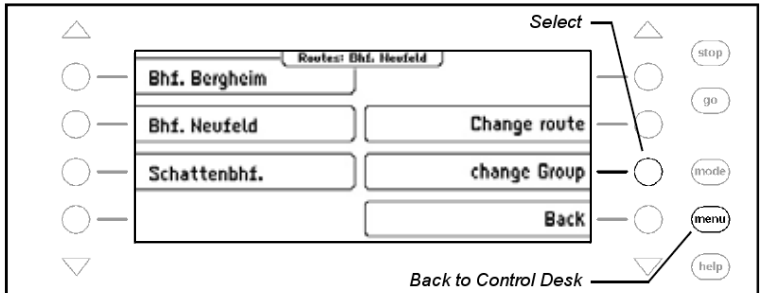 Select
Routes: Bhf. Neufeld
stop
Bhf. Bergheim
go
Bhf. Neufeld
Change route
Schattenbhf.
change Group
mode
Back
menu
Back to Control Desk
help